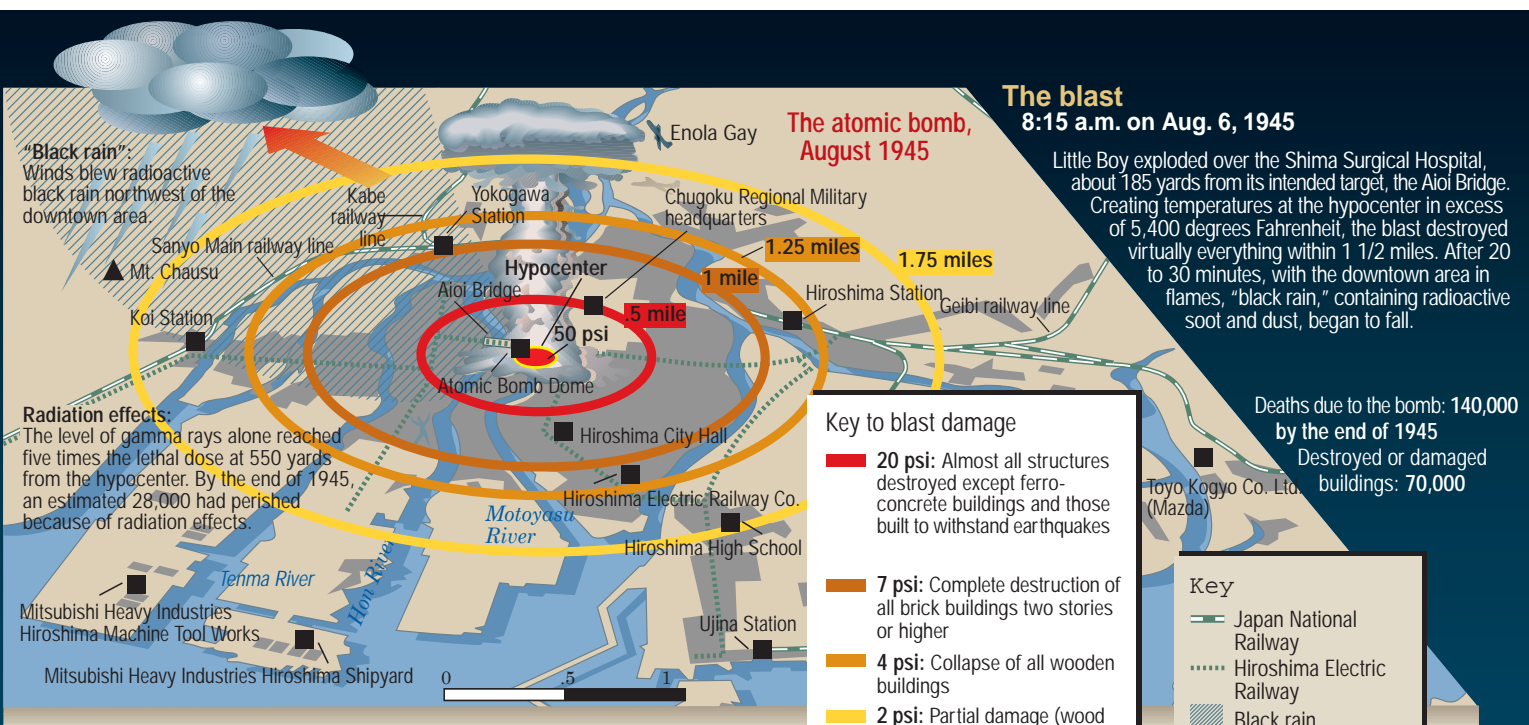 The blast
8:15 a.m. on Aug. 6, 1945
Little Boy exploded over the Shima Surgical Hospital,
about 185 yards from its intended target, the Aioi Bridge.
Creating temperatures at the hypocenter in excess
of 5,400 degrees Fahrenheit, the blast destroyed
virtually everything within 1 1/2 miles. After 20
to 30 minutes, with the downtown area in
flames, “black rain,” containing radioactive
soot and dust, began to fall.
Deaths due to the bomb: 140,000
by the end of 1945
Destroyed or damaged
buildings: 70,000
The atomic bomb,
August 1945
Enola Gay
“Black rain”:
Winds blew radioactive
black rain northwest of the
downtown area.
Kabe
railway
line
Yokogawa
Station
Chugoku Regional Military
headquarters
Sanyo Main railway line
Mt. Chausu
Koi Station
Hypocenter
Aioi Bridge
50 psi
Atomic Bomb Dome
.5 mile
1 mile
1.25 miles
1.75 miles
Hiroshima Station
Geibi railway line
Radiation effects:
The level of gamma rays alone reached
five times the lethal dose at 550 yards
from the hypocenter. By the end of 1945,
an estimated 28,000 had perished
because of radiation effects.
Hiroshima City Hall
Hiroshima Electric Railway Co.
Motoyasu
River
Hiroshima High School
Tenma River
Hon River
Mitsubishi Heavy Industries
Hiroshima Machine Tool Works
Mitsubishi Heavy Industries Hiroshima Shipyard
Ujina Station
0 .5 1
Toyo Kogyo Co. Ltd.
(Mazda)
Key to blast damage
20 psi: Almost all structures
destroyed except ferro-
concrete buildings and those
built to withstand earthquakes
7 psi: Complete destruction of
all brick buildings two stories
or higher
4 psi: Collapse of all wooden
buildings
2 psi: Partial damage (wood
Key
Japan National
Railway
Hiroshima Electric
Railway
Black rain